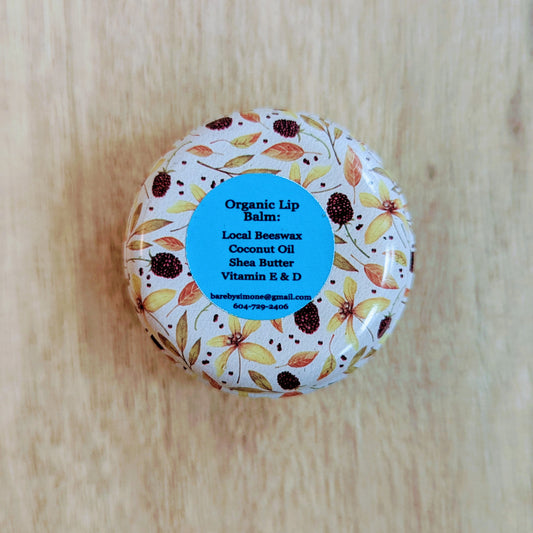 Organic Lip
Balm:
Local Beeswax
Coconut Oil
Shea Butter
Vitamin E & D
barebysimone@gmail.com
604-729-2406